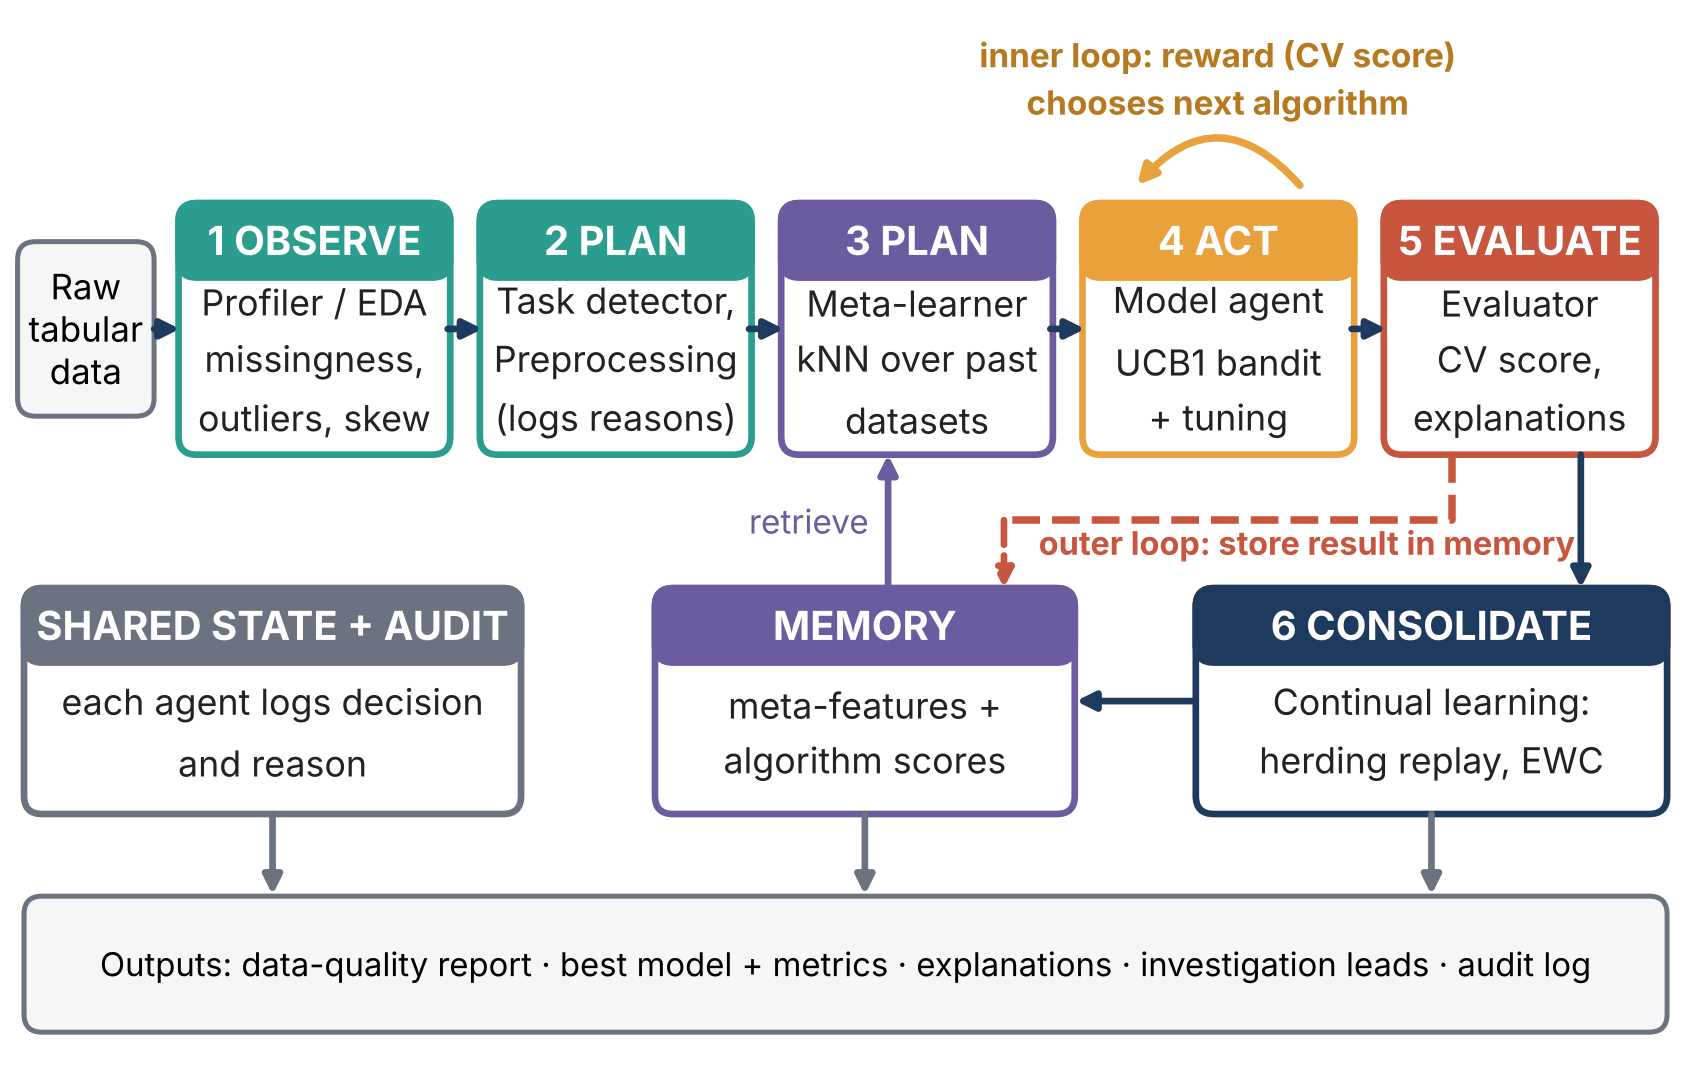 inner loop: reward (CV score)
chooses next algorithm
Raw
tabular
data
1 OBSERVE
Profiler / EDA
missingness,
outliers, skew
2 PLAN
Task detector,
Preprocessing
(logs reasons)
3 PLAN
Meta-learner
kNN over past
datasets
4 ACT
Model agent
UCB1 bandit
+ tuning
5 EVALUATE
Evaluator
CV score,
explanations
retrieve
outer loop: store result in memory
SHARED STATE + AUDIT
each agent logs decision
and reason
MEMORY
meta-features +
algorithm scores
6 CONSOLIDATE
Continual learning:
herding replay, EWC
Outputs: data-quality report · best model + metrics · explanations · investigation leads · audit log